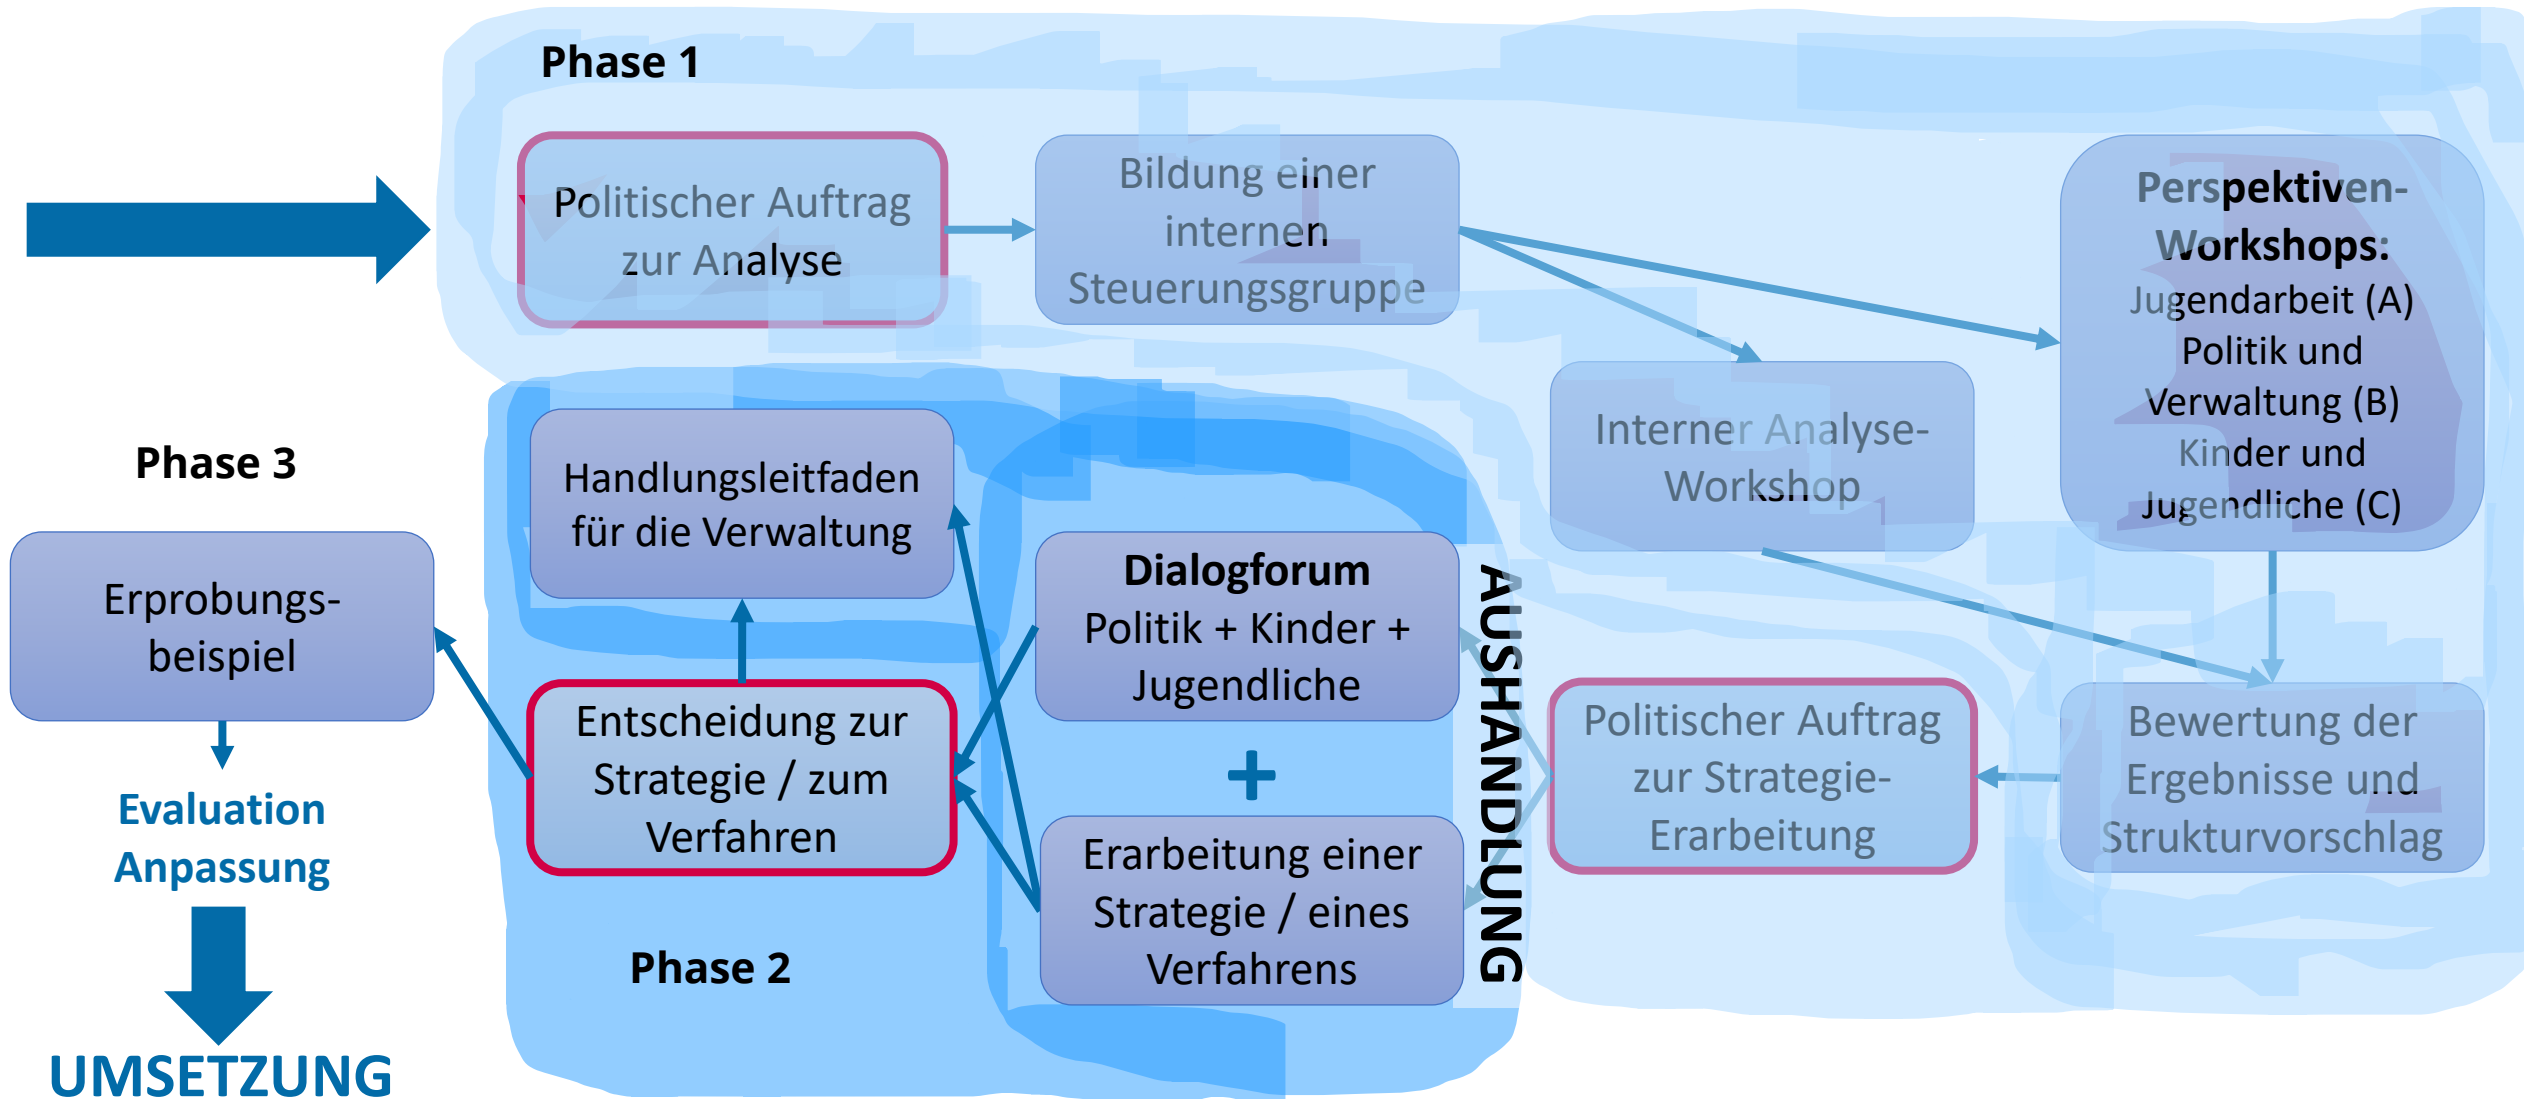 Phase 1
Politischer Auftrag
zur Analyse
Bildung einer
internen
Steuerungsgruppe
Perspektiven-
Workshops:
Jugendarbeit (A)
Politik und
Verwaltung (B)
Kinder und
Jugendliche (C)
Interner Analyse-
Workshop
Bewertung der
Ergebnisse und
Strukturvorschlag
Politischer Auftrag
zur Strategie-
Erarbeitung
AUSHANDLUNG
Dialogforum
Politik + Kinder +
Jugendliche
+
Erarbeitung einer
Strategie / eines
Verfahrens
Handlungsleitfaden
für die Verwaltung
Entscheidung zur
Strategie / zum
Verfahren
Phase 2
Phase 3
Erprobungs-
beispiel
Evaluation
Anpassung
UMSETZUNG